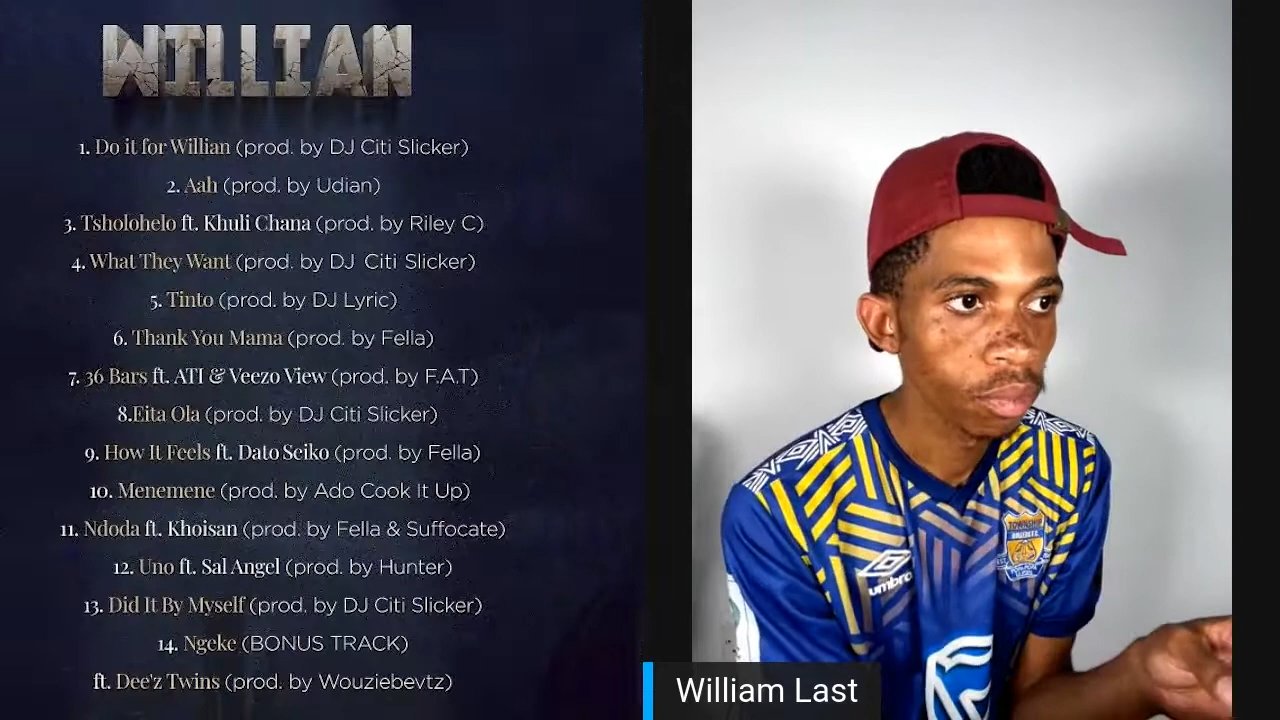 WILLIAN
1. Do it for Willian (prod. by DJ Citi Slicker)
2. Aah (prod. by Udian)
3. Tsholohelo ft. Khuli Chana (prod. by Riley C)
4. What They Want (prod. by DJ Citi Slicker)
5. Tinto (prod. by DJ Lyric)
6. Thank You Mama (prod. by Fella)
7. 36 Bars ft. ATI & Veezo View (prod. by F.A.T)
8.Eita Ola (prod. by DJ Citi Slicker)
9. How It Feels ft. Dato Seiko (prod. by Fella)
10. Menemene (prod. by Ado Cook It Up)
11. Ndoda ft. Khoisan (prod. by Fella & Suffocate)
12. Uno ft. Sal Angel (prod. by Hunter)
13. Did It By Myself (prod. by DJ Citi Slicker)
14. Ngeke (BONUS TRACK)
ft. Dee'z Twins (prod. by Wouziebevtz)
TOWNSHIP
umbro
William Last